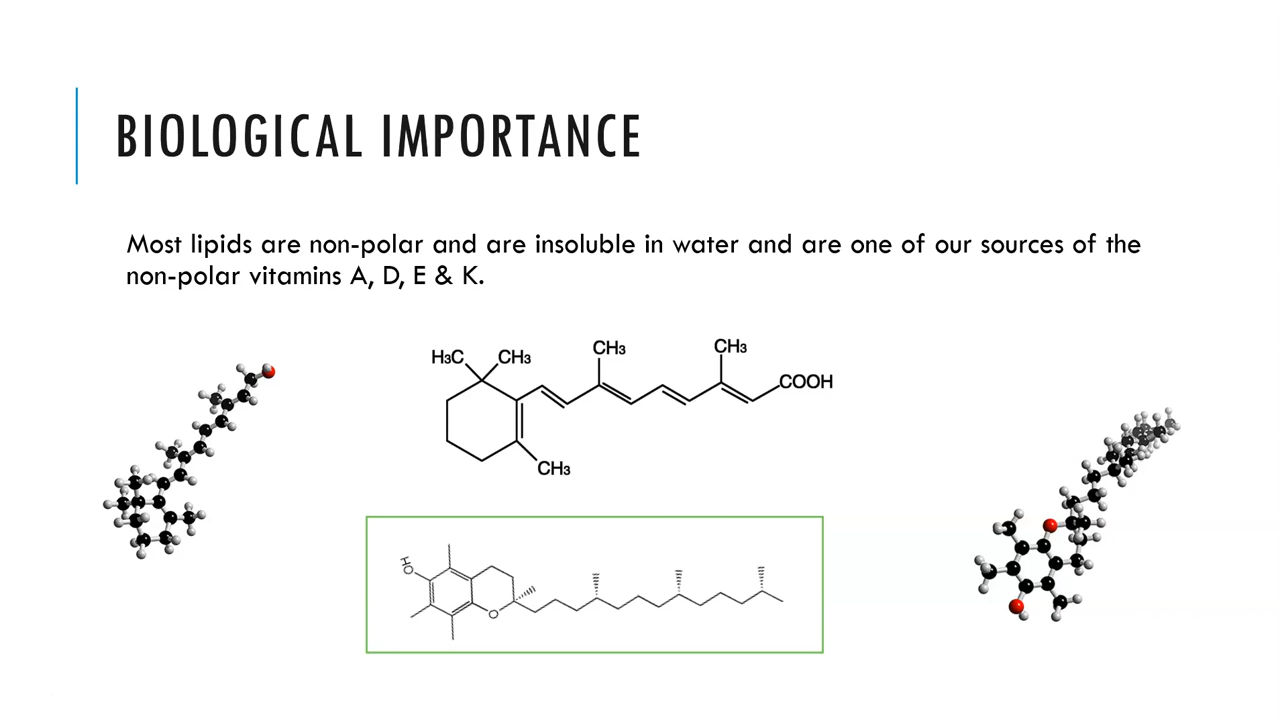 BIOLOGICAL IMPORTANCE
Most lipids are non-polar and are insoluble in water and are one of our sources of the
non-polar vitamins A, D, E & K.
H3C
CH3
CH3
CH3
COOH
CH3
HO
O